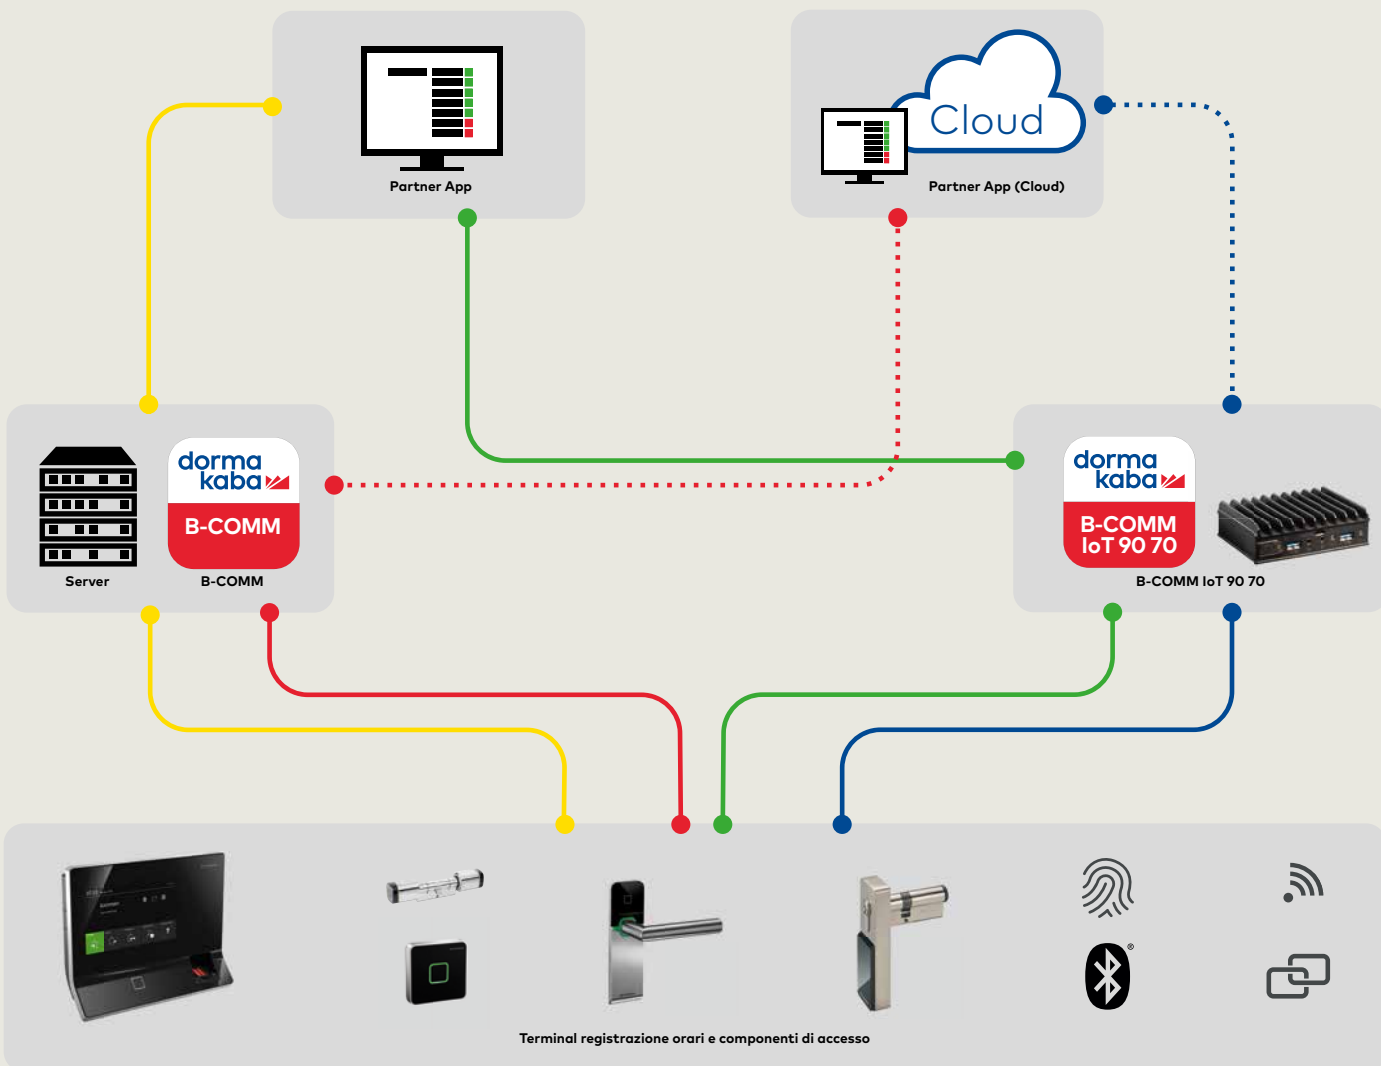 Partner App
Cloud
Partner App (Cloud)
dorma
kaba
B-COMM
Server
B-COMM
dorma
kaba
B-COMM
IoT 90 70
B-COMM IoT 90 70
®
Terminal registrazione orari e componenti di accesso